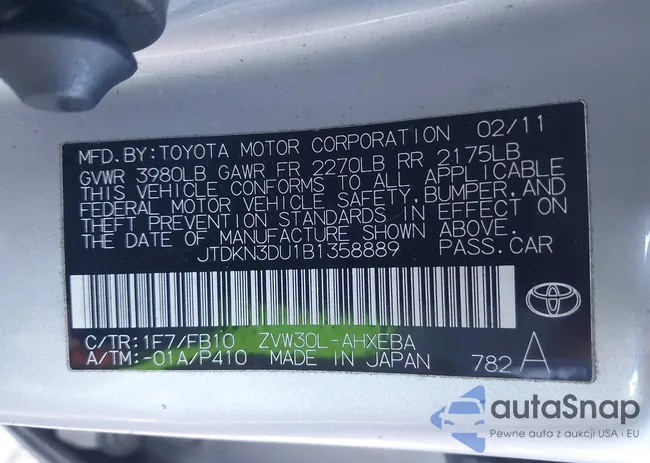 MFD. BY: TOYOTA MOTOR CORPORATION 02/11
GVWR 3980LB GAWR FR 2270LB RR 2175LB
THIS VEHICLE CONFORMS TO ALL APPLICABLE
FEDERAL MOTOR VEHICLE SAFETY, BUMPER, AND
THEFT PREVENTION STANDARDS IN EFFECT ON
THE DATE OF MANUFACTURE SHOWN ABOVE.
JTDKN3DU1B1358889 PASS. CAR
C/TR: 1F7/FB10 ZVW30L-AHXEBA
A/TM: -01A/P410 MADE IN JAPAN 782 A
autaSnap
Pewne auta z aukcji USA i EU